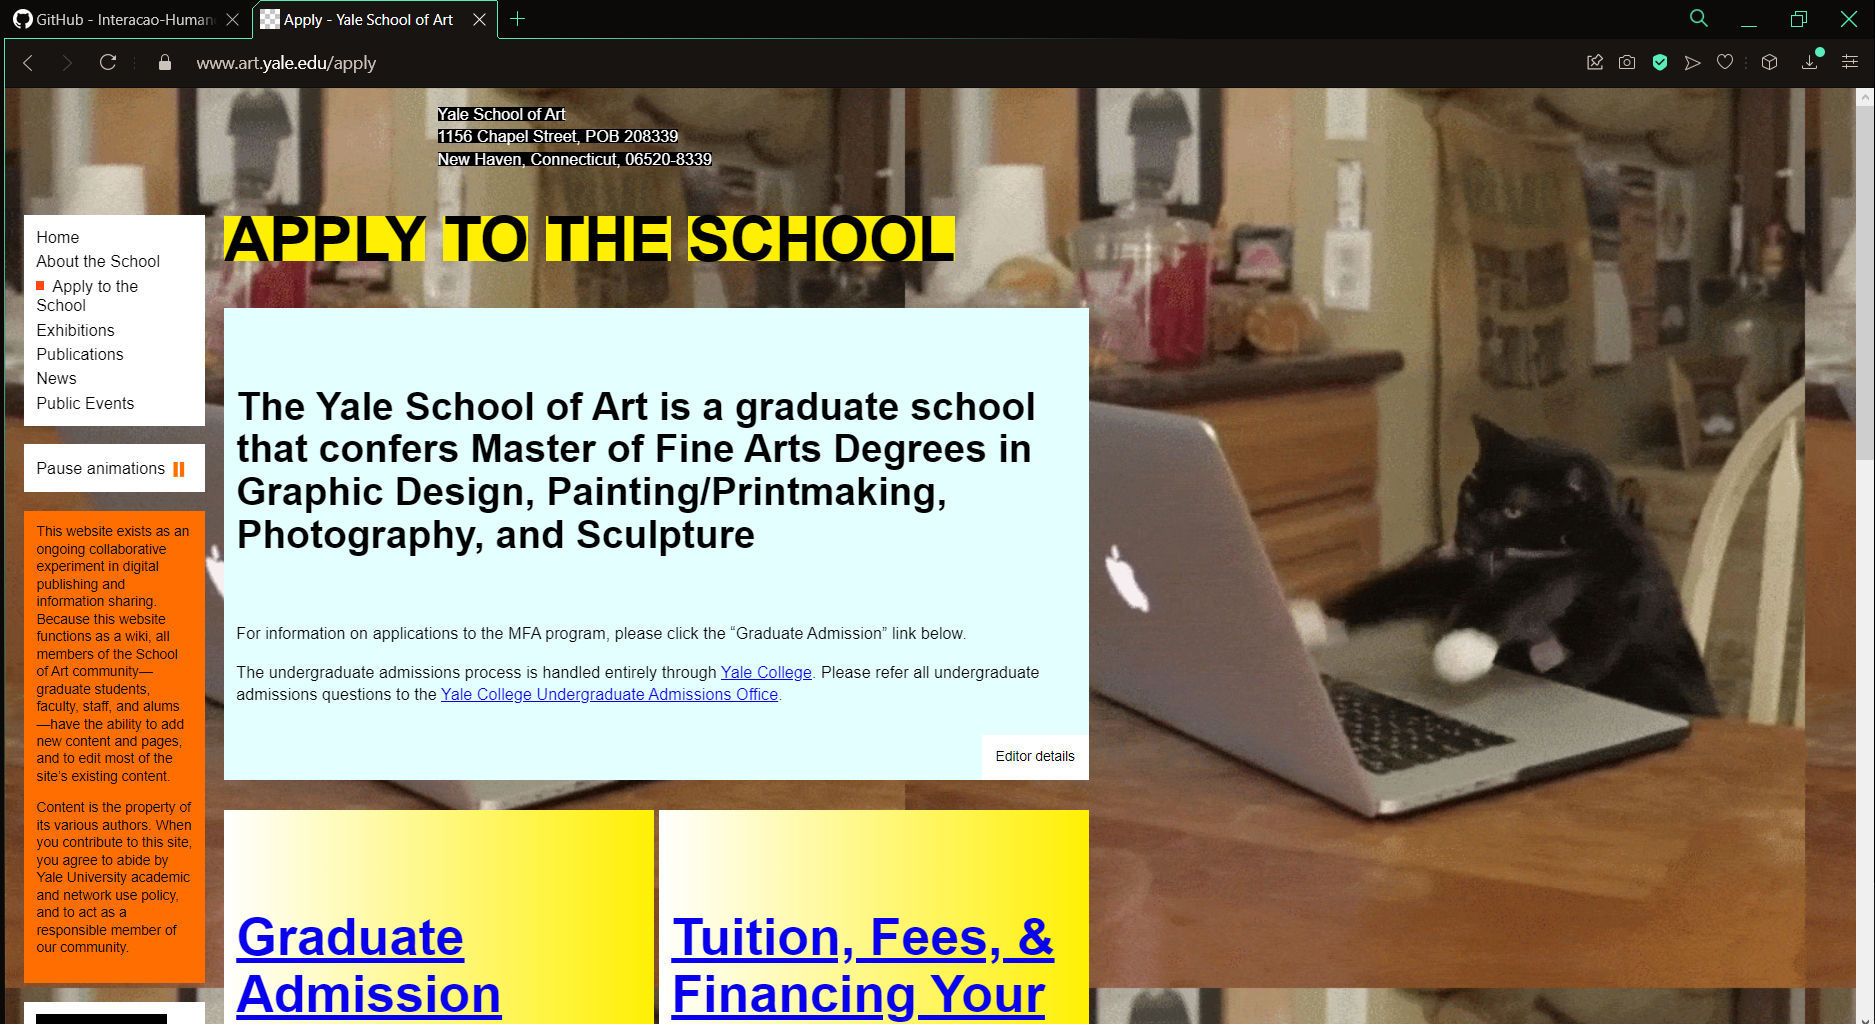 GitHub - Interacao-Human
Apply - Yale School of Art
www.art.yale.edu/apply
Yale School of Art
1156 Chapel Street, POB 208339
New Haven, Connecticut, 06520-8339
APPLY TO THE SCHOOL
Home
About the School
Apply to the
School
Exhibitions
Publications
News
Public Events
Pause animations
This website exists as an
ongoing collaborative
experiment in digital
publishing and
information sharing.
Because this website
functions as a wiki, all
members of the School
of Art community—
graduate students,
faculty, staff, and alums
—have the ability to add
new content and pages,
and to edit most of the
site's existing content.
Content is the property of
its various authors. When
you contribute to this site,
you agree to abide by
Yale University academic
and network use policy,
and to act as a
responsible member of
our community.
The Yale School of Art is a graduate school
that confers Master of Fine Arts Degrees in
Graphic Design, Painting/Printmaking,
Photography, and Sculpture
For information on applications to the MFA program, please click the “Graduate Admission” link below.
The undergraduate admissions process is handled entirely through Yale College. Please refer all undergraduate
admissions questions to the Yale College Undergraduate Admissions Office.
Editor details
Graduate
Admission
Tuition, Fees, &
Financing Your